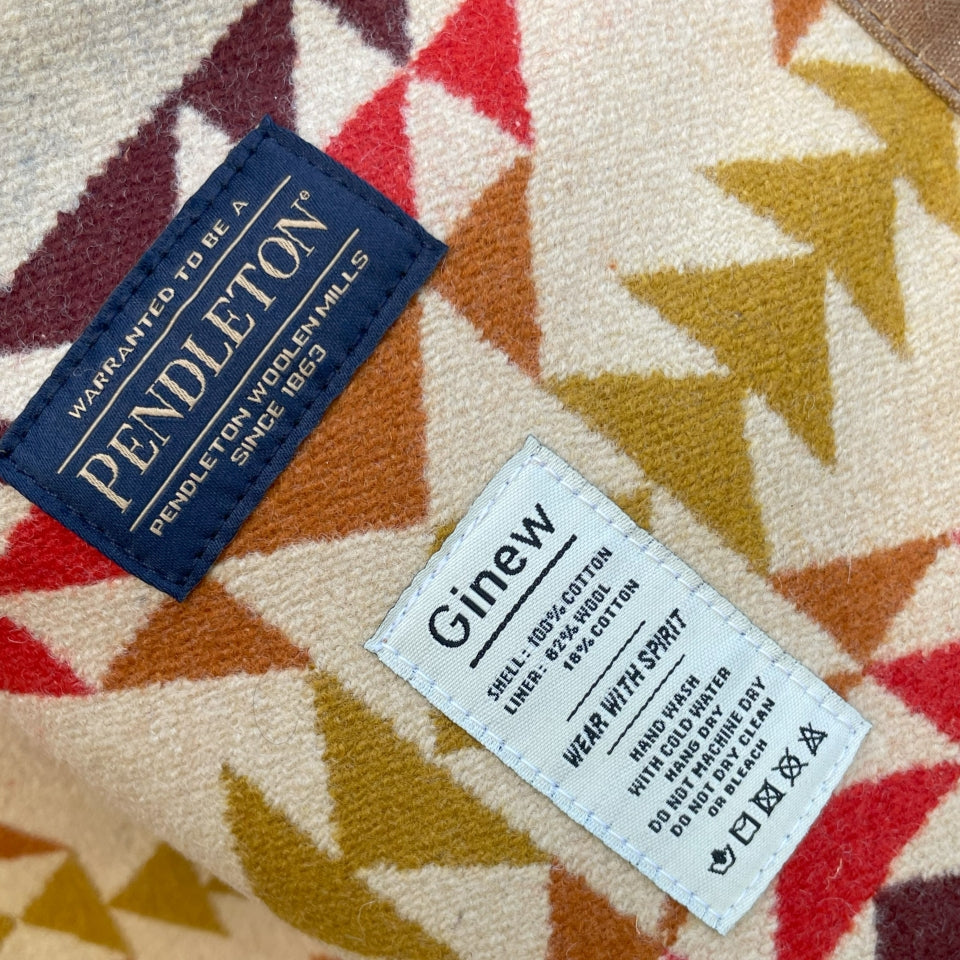 WARRANTED TO BE A
PENDLETON®
PENDLETON WOOLEN MILLS
SINCE 1863
Ginew
SHELL: 100% COTTON
LINER: 82% WOOL
18% COTTON
WEAR WITH SPIRIT
HAND WASH
WITH COLD WATER
HANG DRY
DO NOT MACHINE DRY
DO NOT DRY CLEAN
OR BLEACH